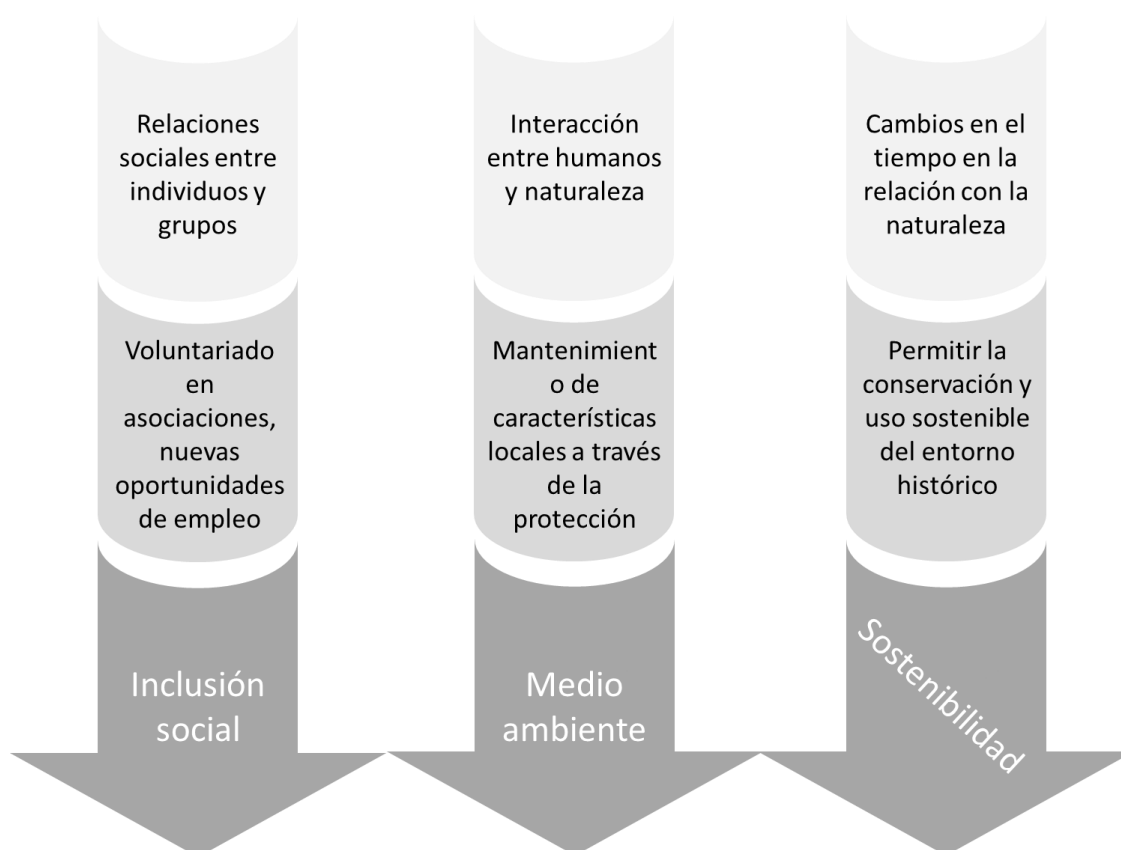 Relaciones
sociales entre
individuos y
grupos
Voluntariado
en
asociaciones,
nuevas
oportunidades
de empleo
Inclusión
social
Interacción
entre humanos
y naturaleza
Mantenimient
o de
características
locales a través
de la
protección
Medio
ambiente
Cambios en el
tiempo en la
relación con la
naturaleza
Permitir la
conservación y
uso sostenible
del entorno
histórico
Sostenibilidad